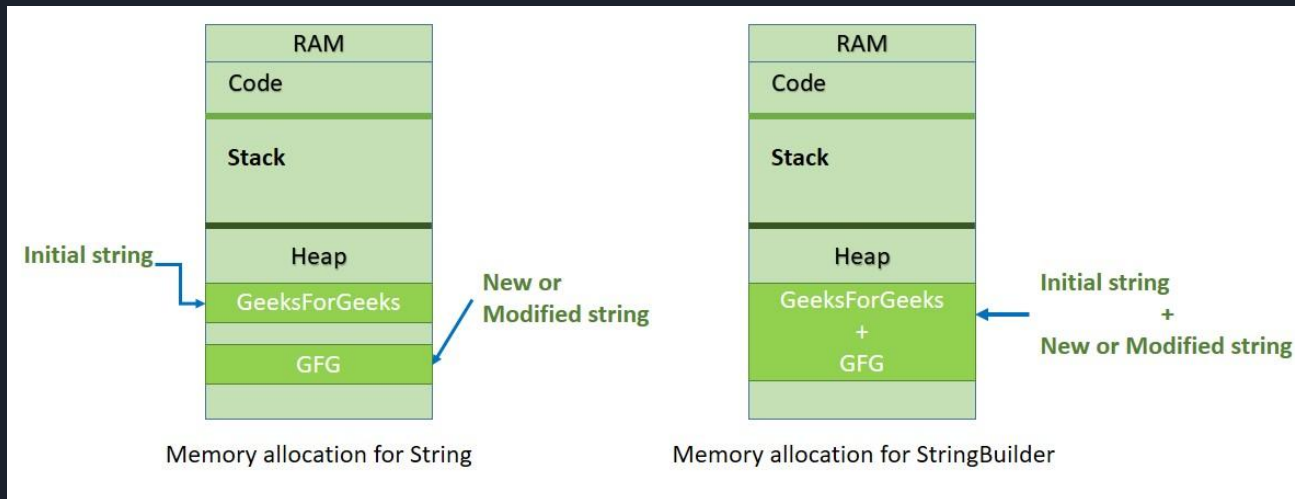 RAM
Code
Stack
Initial string
Heap
GeeksForGeeks
New or
Modified string
GFG
Memory allocation for String
RAM
Code
Stack
Heap
GeeksForGeeks
+
GFG
Initial string
+
New or Modified string
Memory allocation for StringBuilder